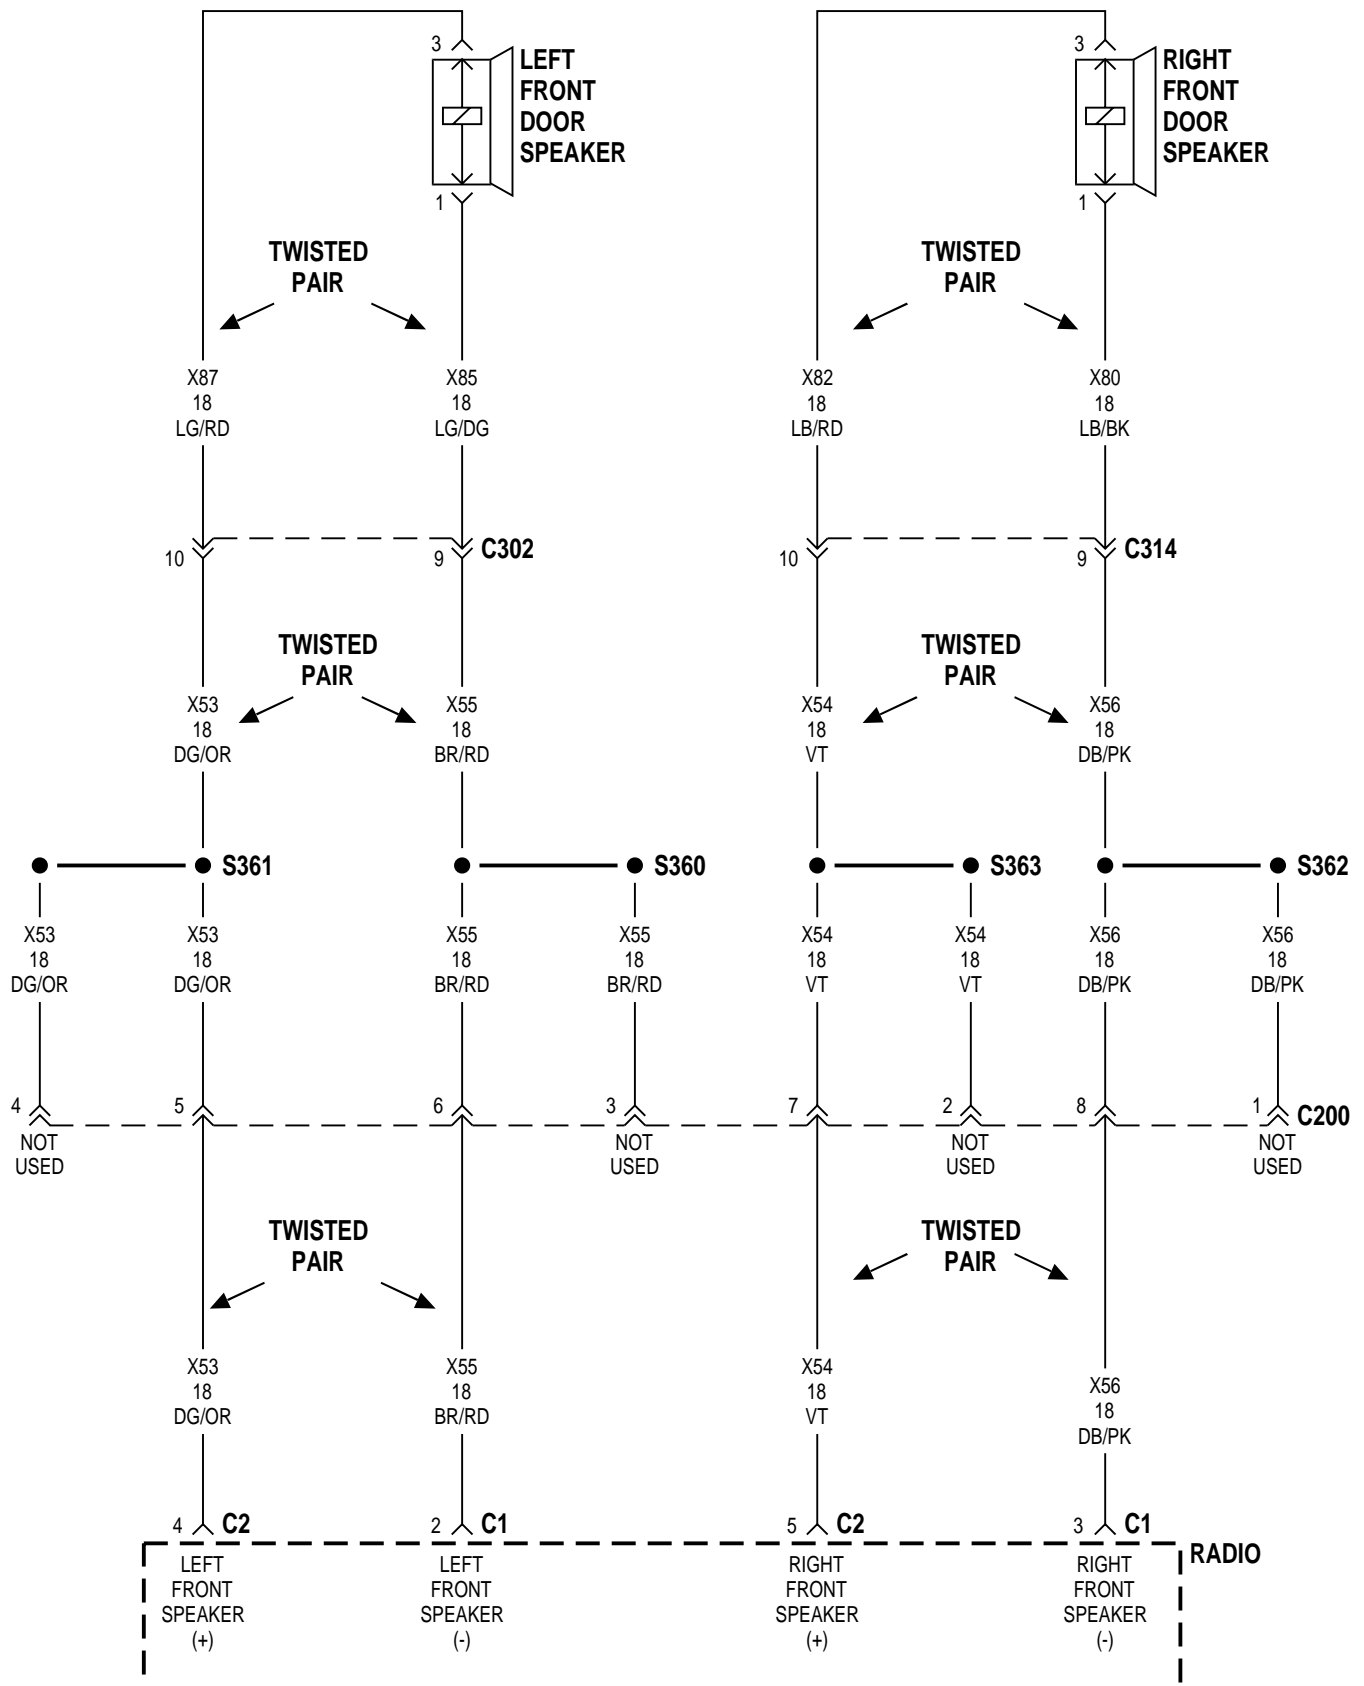 3
LEFT
FRONT
DOOR
SPEAKER
1
3
RIGHT
FRONT
DOOR
SPEAKER
1
TWISTED
PAIR
TWISTED
PAIR
X87
18
LG/RD
X85
18
LG/DG
X82
18
LB/RD
X80
18
LB/BK
10
9
C302
10
9
C314
TWISTED
PAIR
TWISTED
PAIR
X53
18
DG/OR
X55
18
BR/RD
X54
18
VT
X56
18
DB/PK
S361
S360
S363
S362
X53
18
DG/OR
X53
18
DG/OR
X55
18
BR/RD
X55
18
BR/RD
X54
18
VT
X54
18
VT
X56
18
DB/PK
X56
18
DB/PK
4
5
6
3
7
2
8
1
C200
NOT
USED
NOT
USED
NOT
USED
NOT
USED
TWISTED
PAIR
TWISTED
PAIR
X53
18
DG/OR
X55
18
BR/RD
X54
18
VT
X56
18
DB/PK
4
C2
2
C1
5
C2
3
C1
RADIO
LEFT
FRONT
SPEAKER
(+)
LEFT
FRONT
SPEAKER
(-)
RIGHT
FRONT
SPEAKER
(+)
RIGHT
FRONT
SPEAKER
(-)